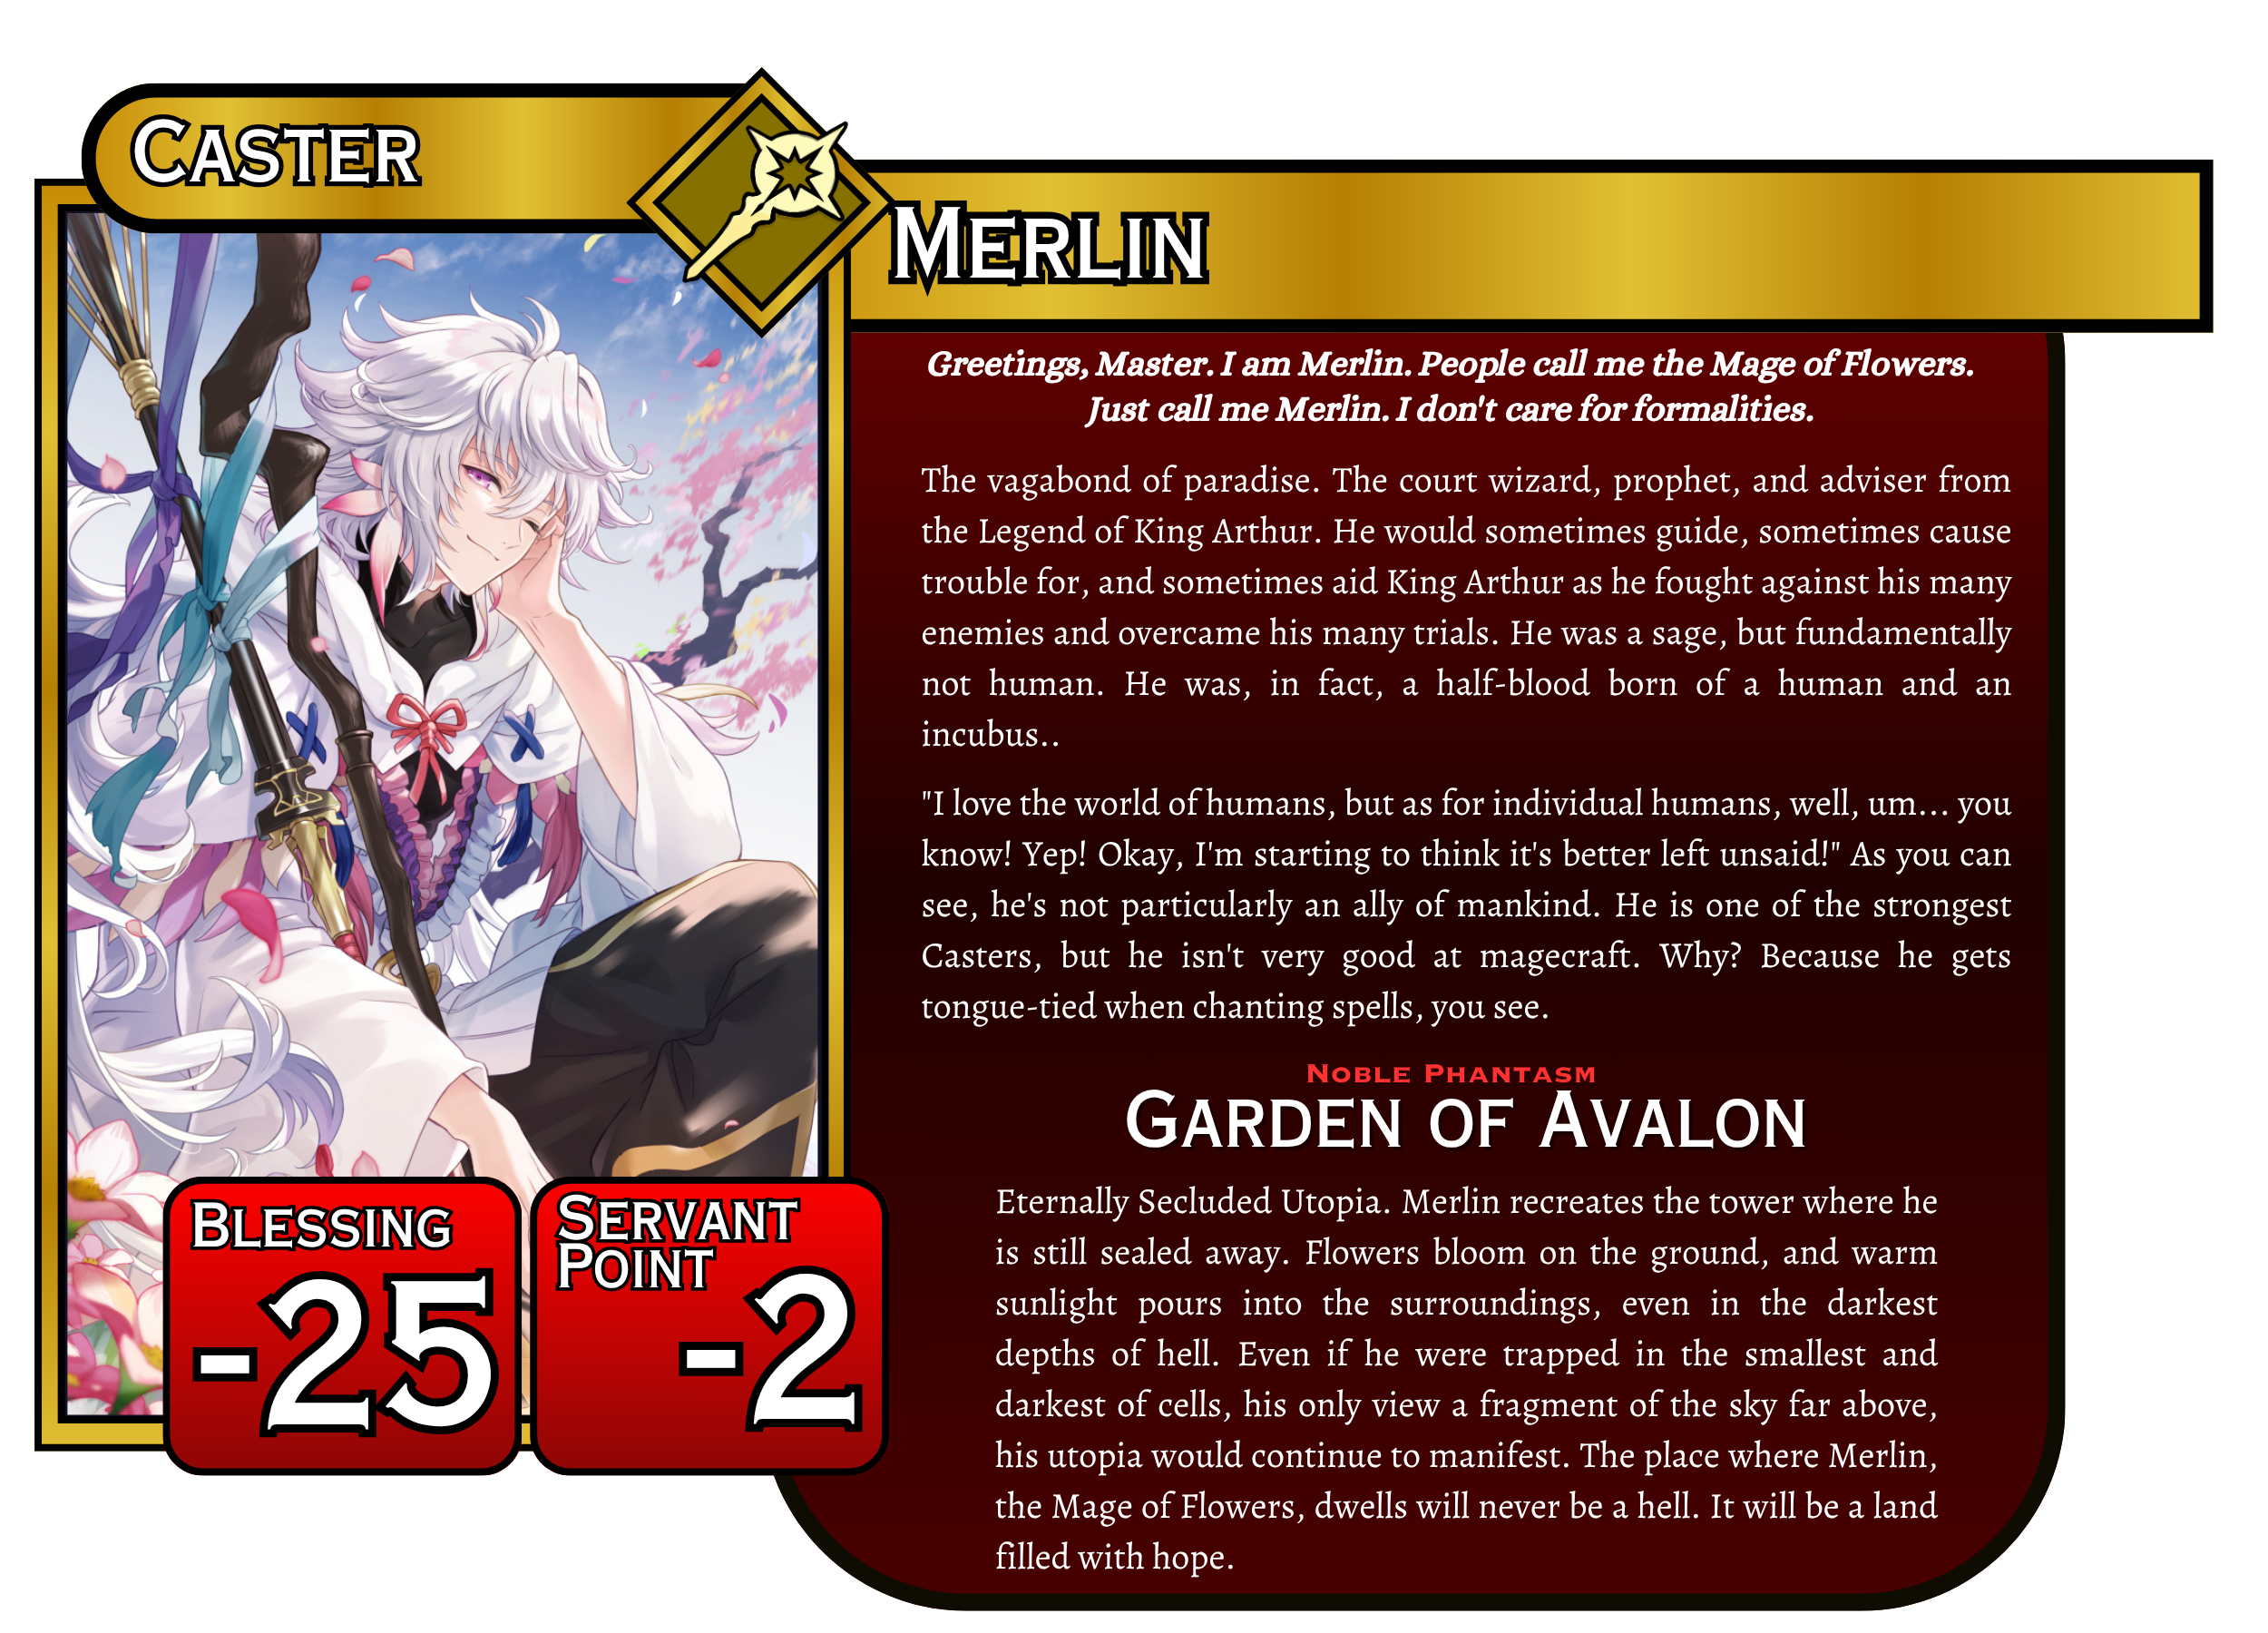 Caster
Merlin
Greetings, Master. I am Merlin. People call me the Mage of Flowers.
Just call me Merlin. I don't care for formalities.
The vagabond of paradise. The court wizard, prophet, and adviser from
the Legend of King Arthur. He would sometimes guide, sometimes cause
trouble for, and sometimes aid King Arthur as he fought against his many
enemies and overcame his many trials. He was a sage, but fundamentally
not human. He was, in fact, a half-blood born of a human and an
incubus..
"I love the world of humans, but as for individual humans, well, um... you
know! Yep! Okay, I'm starting to think it's better left unsaid!" As you can
see, he's not particularly an ally of mankind. He is one of the strongest
Casters, but he isn't very good at magecraft. Why? Because he gets
tongue-tied when chanting spells, you see.
Noble Phantasm
Garden of Avalon
Eternally Secluded Utopia. Merlin recreates the tower where he
is still sealed away. Flowers bloom on the ground, and warm
sunlight pours into the surroundings, even in the darkest
depths of hell. Even if he were trapped in the smallest and
darkest of cells, his only view a fragment of the sky far above,
his utopia would continue to manifest. The place where Merlin,
the Mage of Flowers, dwells will never be a hell. It will be a land
filled with hope.
Blessing
-25
Servant
Point
-2